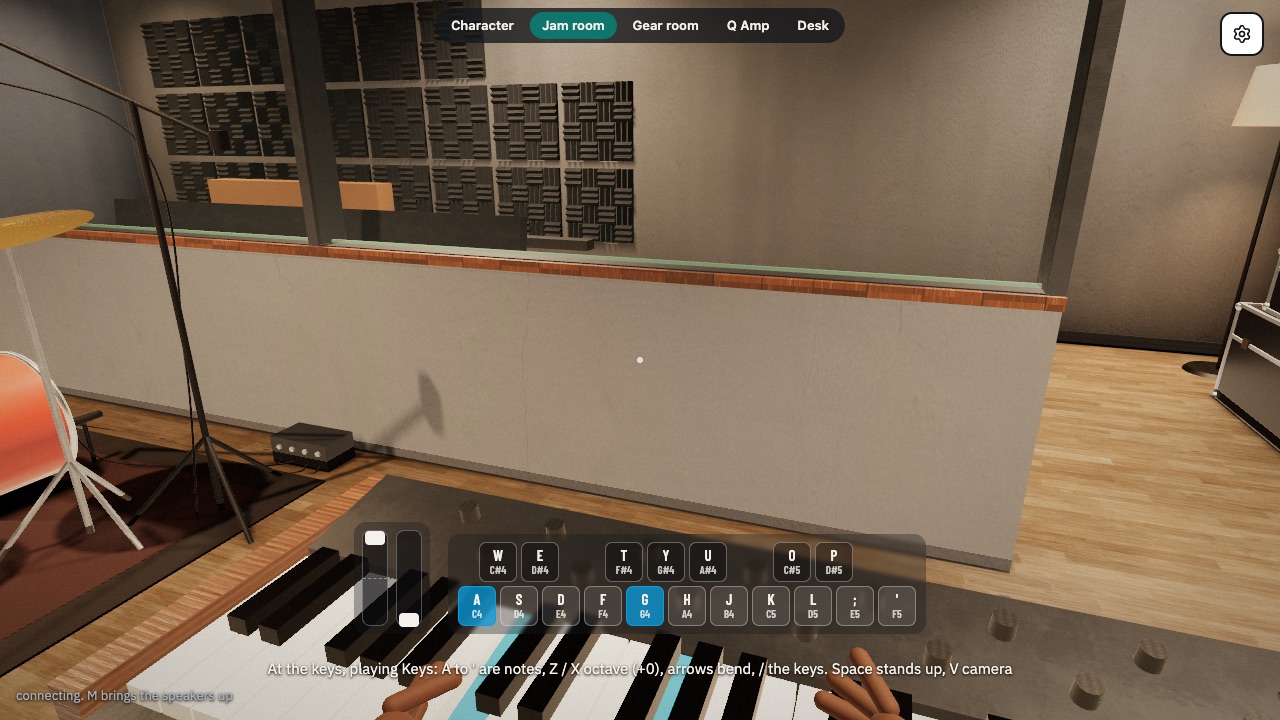 Character Jam room Gear room Q Amp Desk
W E T Y U O P
C#4 D#4 F#4 G#4 A#4 C#5 D#5
A S D F G H J K L ; '
C4 D4 E4 F4 G4 A4 B4 C5 D5 E5 F5
At the keys, playing Keys: A to ' are notes, Z / X octave (+0), arrows bend, / the keys. Space stands up, V camera
connecting, M brings the speakers up